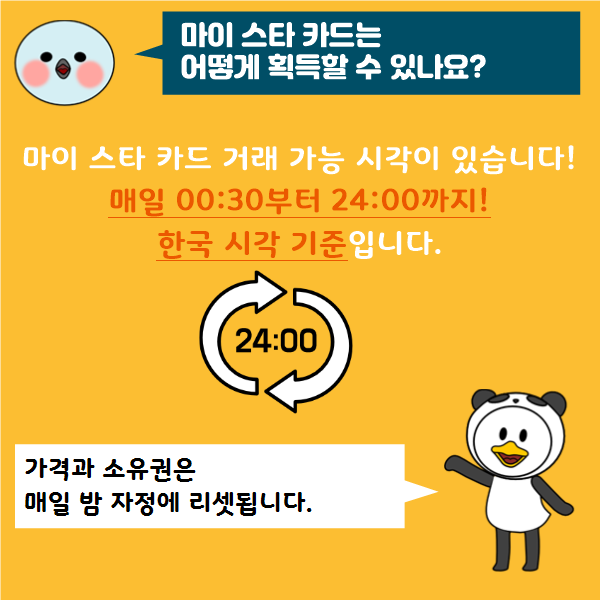 마이 스타 카드는
어떻게 획득할 수 있나요?
마이 스타 카드 거래 가능 시각이 있습니다!
매일 00:30부터 24:00까지!
한국 시각 기준입니다.
24:00
가격과 소유권은
매일 밤 자정에 리셋됩니다.